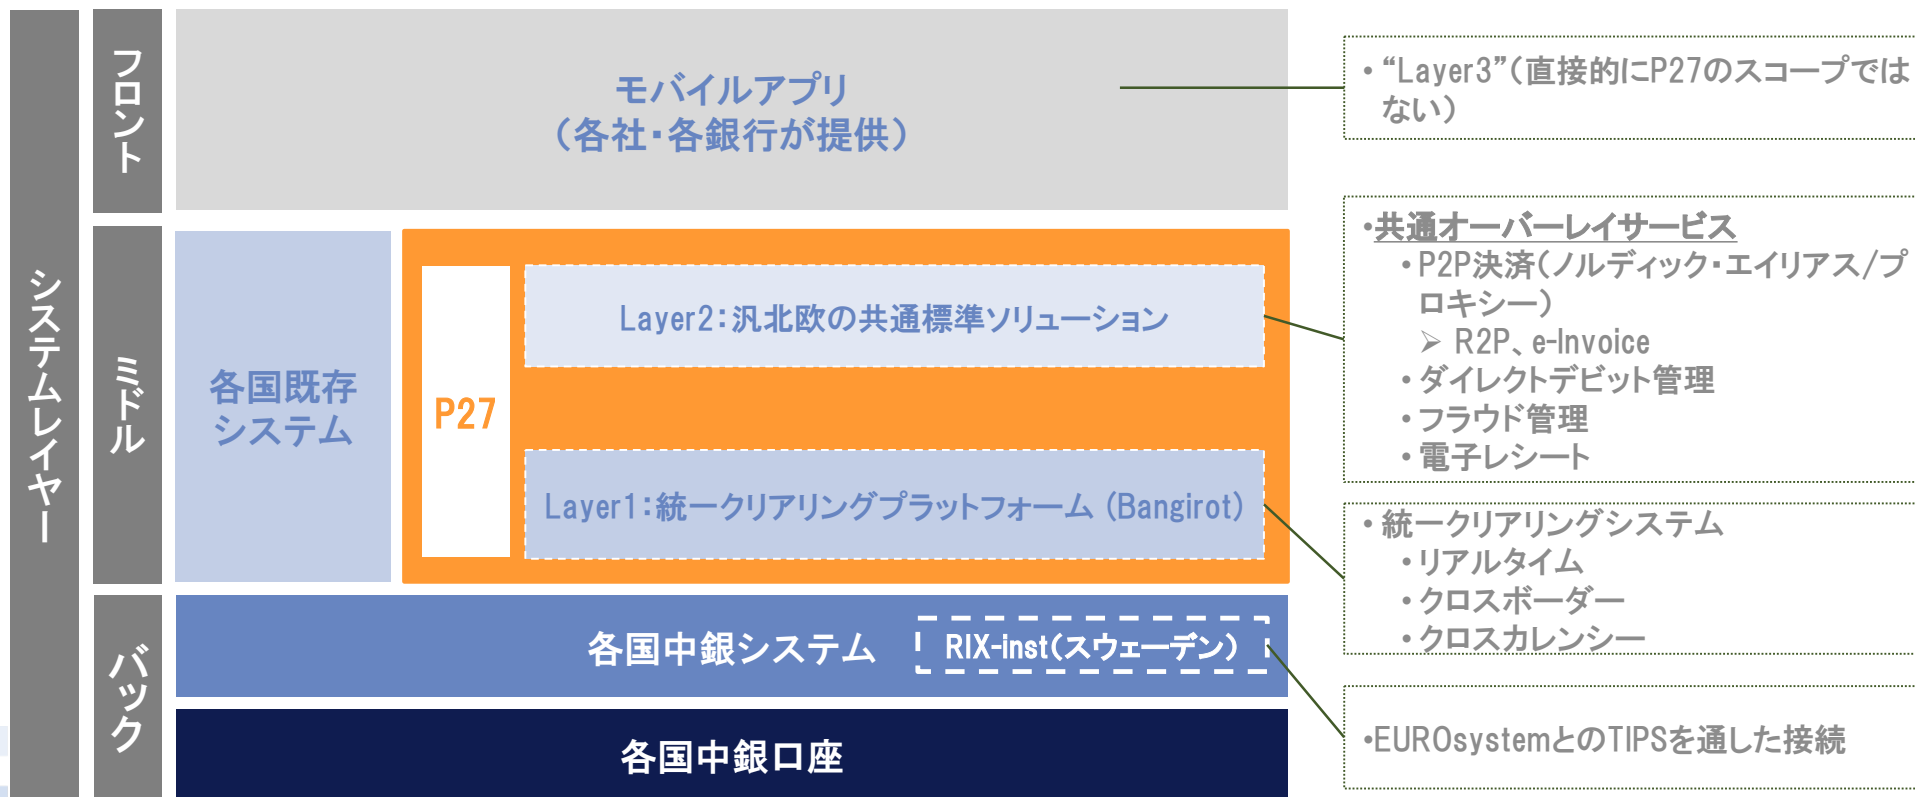 システムレイヤー
フロント
モバイルアプリ
（各社・各銀行が提供）
・“Layer3”（直接的にP27のスコープでは
ない）
ミドル
各国既存
システム
P27
Layer2：汎北欧の共通標準ソリューション
Layer1：統一クリアリングプラットフォーム (Bangirot)
・共通オーバーレイサービス
・P2P決済（ノルディック・エイリアス/プ
ロキシー）
➢ R2P、e-Invoice
・ダイレクトデビット管理
・フラウド管理
・電子レシート
・統一クリアリングシステム
・リアルタイム
・クロスボーダー
・クロスカレンシー
バック
各国中銀システム
RIX-inst（スウェーデン）
・EUROsystemとのTIPSを通した接続
各国中銀口座